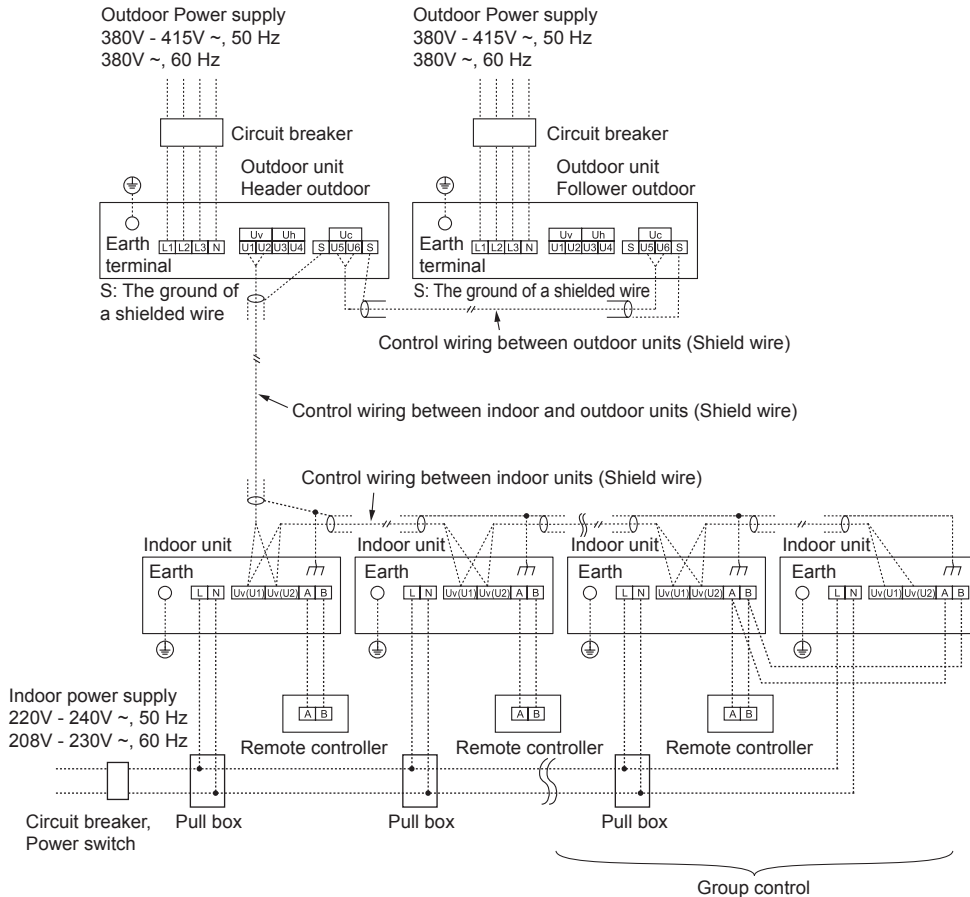 Outdoor Power supply
380V - 415V ~, 50 Hz
380V ~, 60 Hz
Outdoor Power supply
380V - 415V ~, 50 Hz
380V ~, 60 Hz
Circuit breaker
Circuit breaker
Outdoor unit
Header outdoor
Outdoor unit
Follower outdoor
Earth
terminal
L1 L2 L3 N
Uv Uh Uc
U1 U2 U3 U4 S U5 U6 S
Earth
terminal
L1 L2 L3 N
Uv Uh Uc
U1 U2 U3 U4 S U5 U6 S
S: The ground of
a shielded wire
S: The ground of a shielded wire
Control wiring between outdoor units (Shield wire)
Control wiring between indoor and outdoor units (Shield wire)
Control wiring between indoor units (Shield wire)
Indoor unit
Indoor unit
Indoor unit
Indoor unit
Earth
Earth
Earth
Earth
L N Uv(U1) Uv(U2) A B
L N Uv(U1) Uv(U2) A B
L N Uv(U1) Uv(U2) A B
L N Uv(U1) Uv(U2) A B
Indoor power supply
220V - 240V ~, 50 Hz
208V - 230V ~, 60 Hz
A B
A B
A B
Remote controller
Remote controller
Remote controller
Circuit breaker,
Power switch
Pull box
Pull box
Pull box
Group control